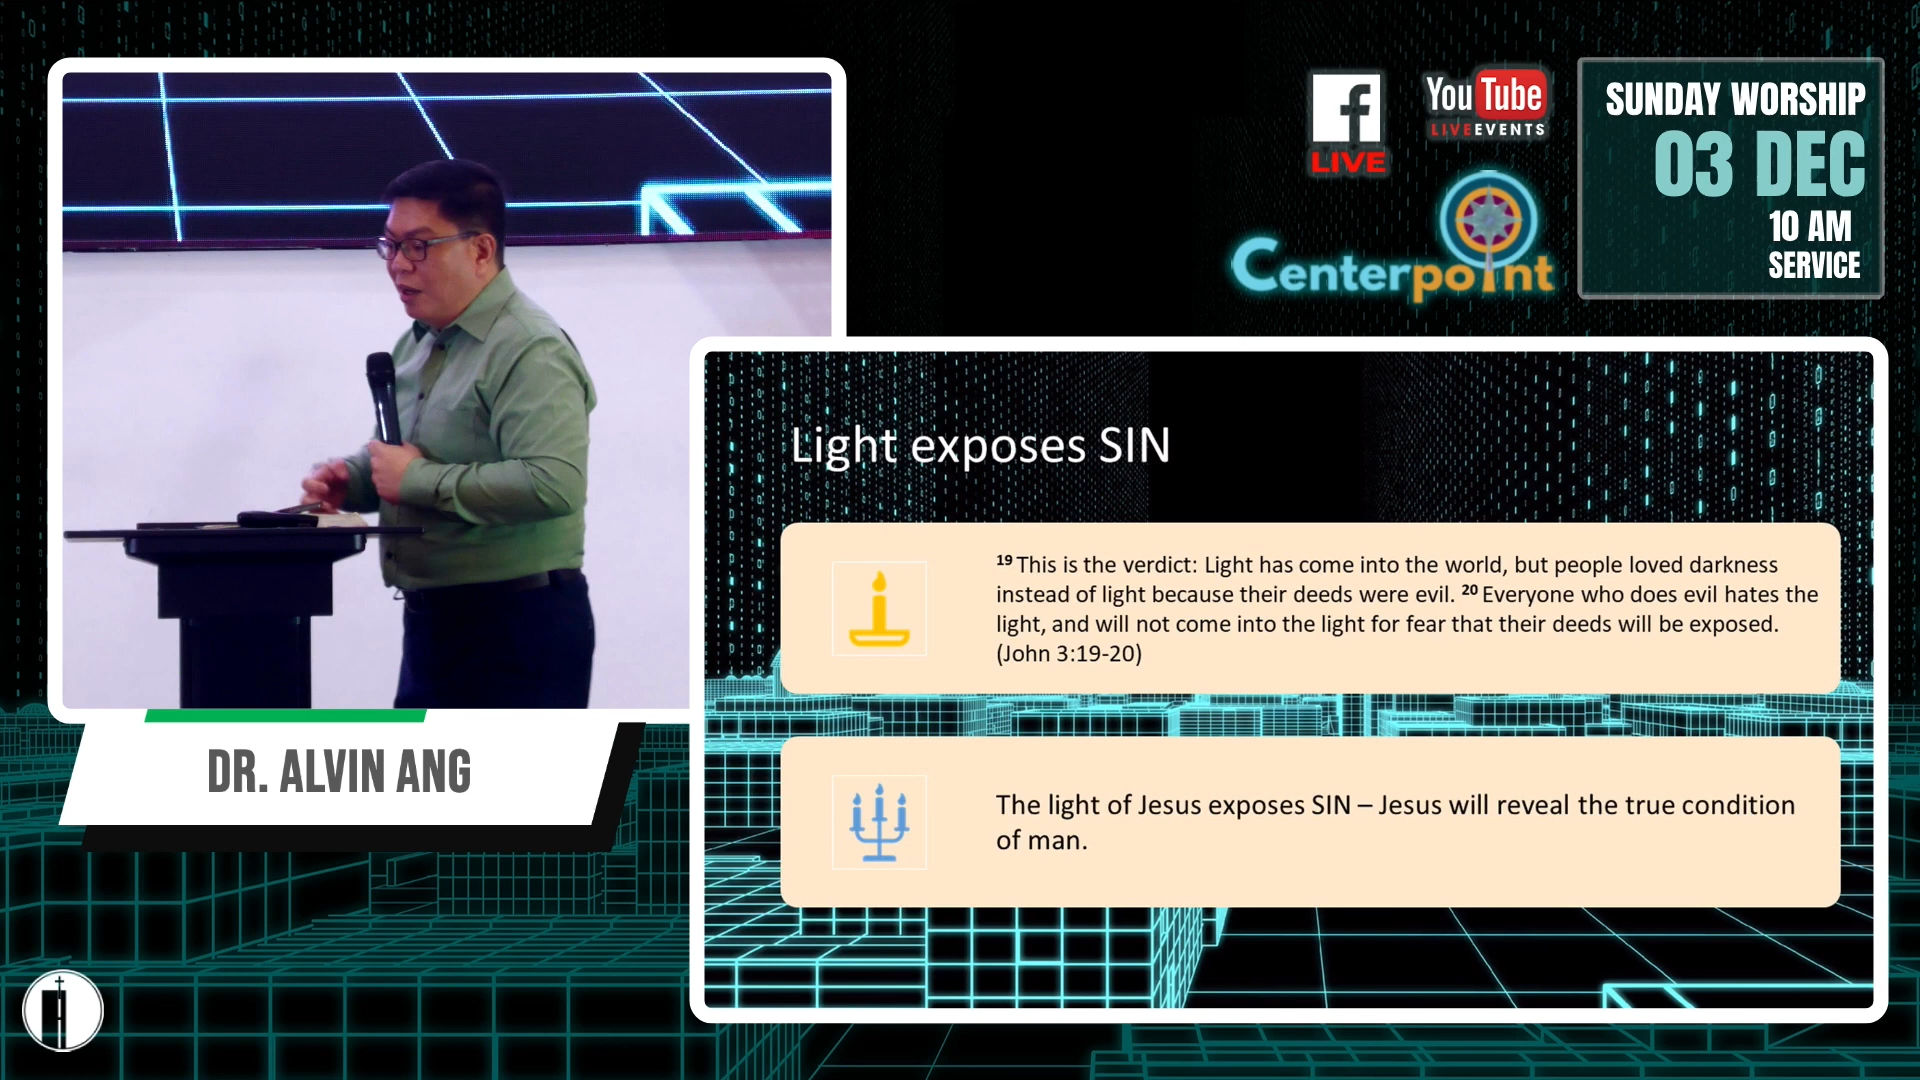 f
LIVE
YouTube
LIVEEVENTS
Centerpoint
SUNDAY WORSHIP
03 DEC
10 AM
SERVICE
DR. ALVIN ANG
Light exposes SIN
19 This is the verdict: Light has come into the world, but people loved darkness
instead of light because their deeds were evil. 20 Everyone who does evil hates the
light, and will not come into the light for fear that their deeds will be exposed.
(John 3:19-20)
The light of Jesus exposes SIN – Jesus will reveal the true condition
of man.